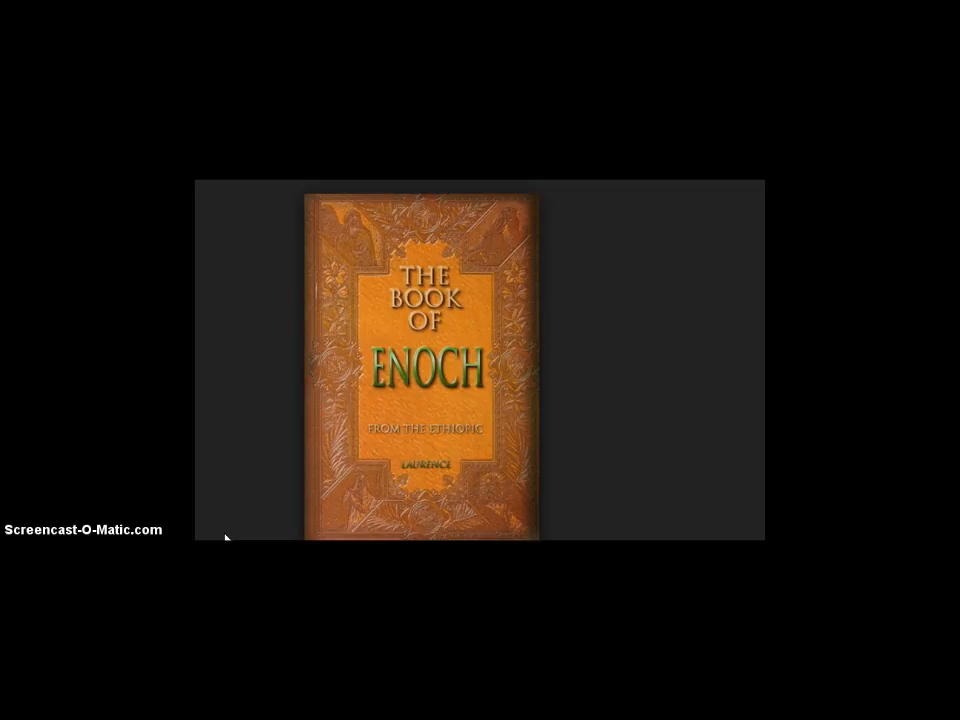 THE
BOOK
OF
ENOCH
FROM THE ETHIOPIC
LAURENCE
Screencast-O-Matic.com